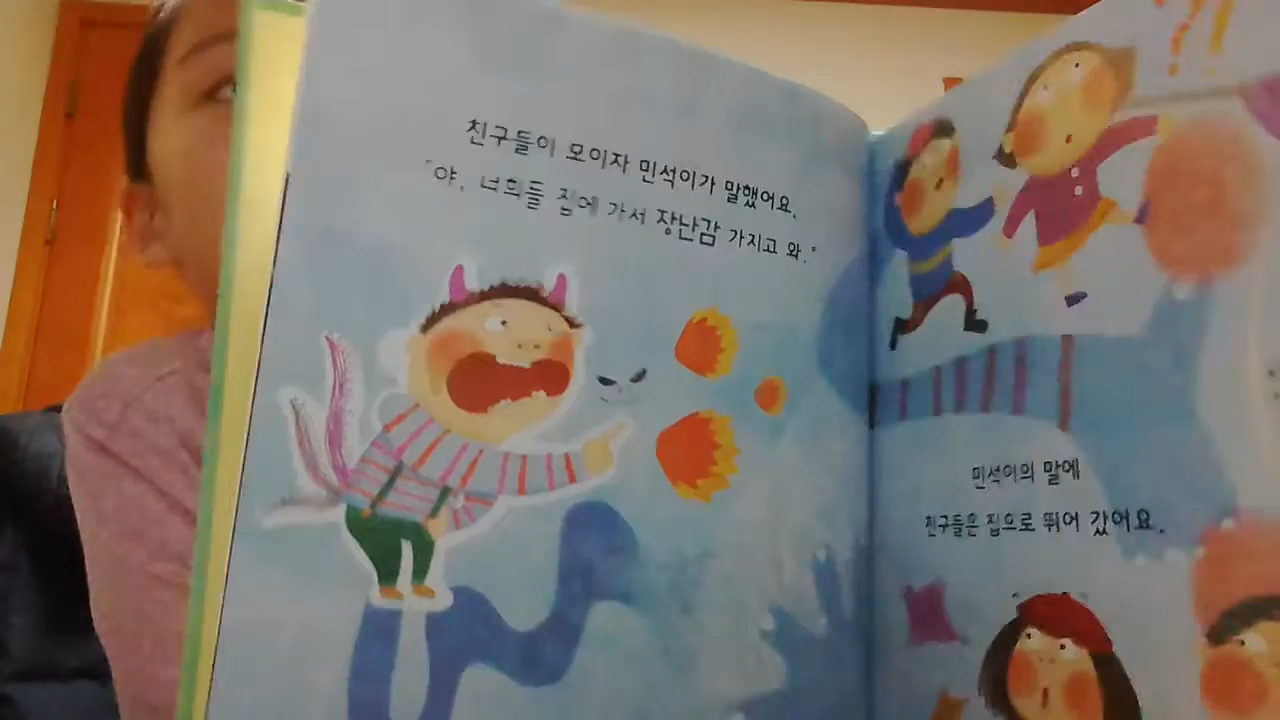 친구들이 모이자 민석이가 말했어요.
"야, 너희들 집에 가서 장난감 가지고 와."
민석이의 말에
친구들은 집으로 뛰어 갔어요.